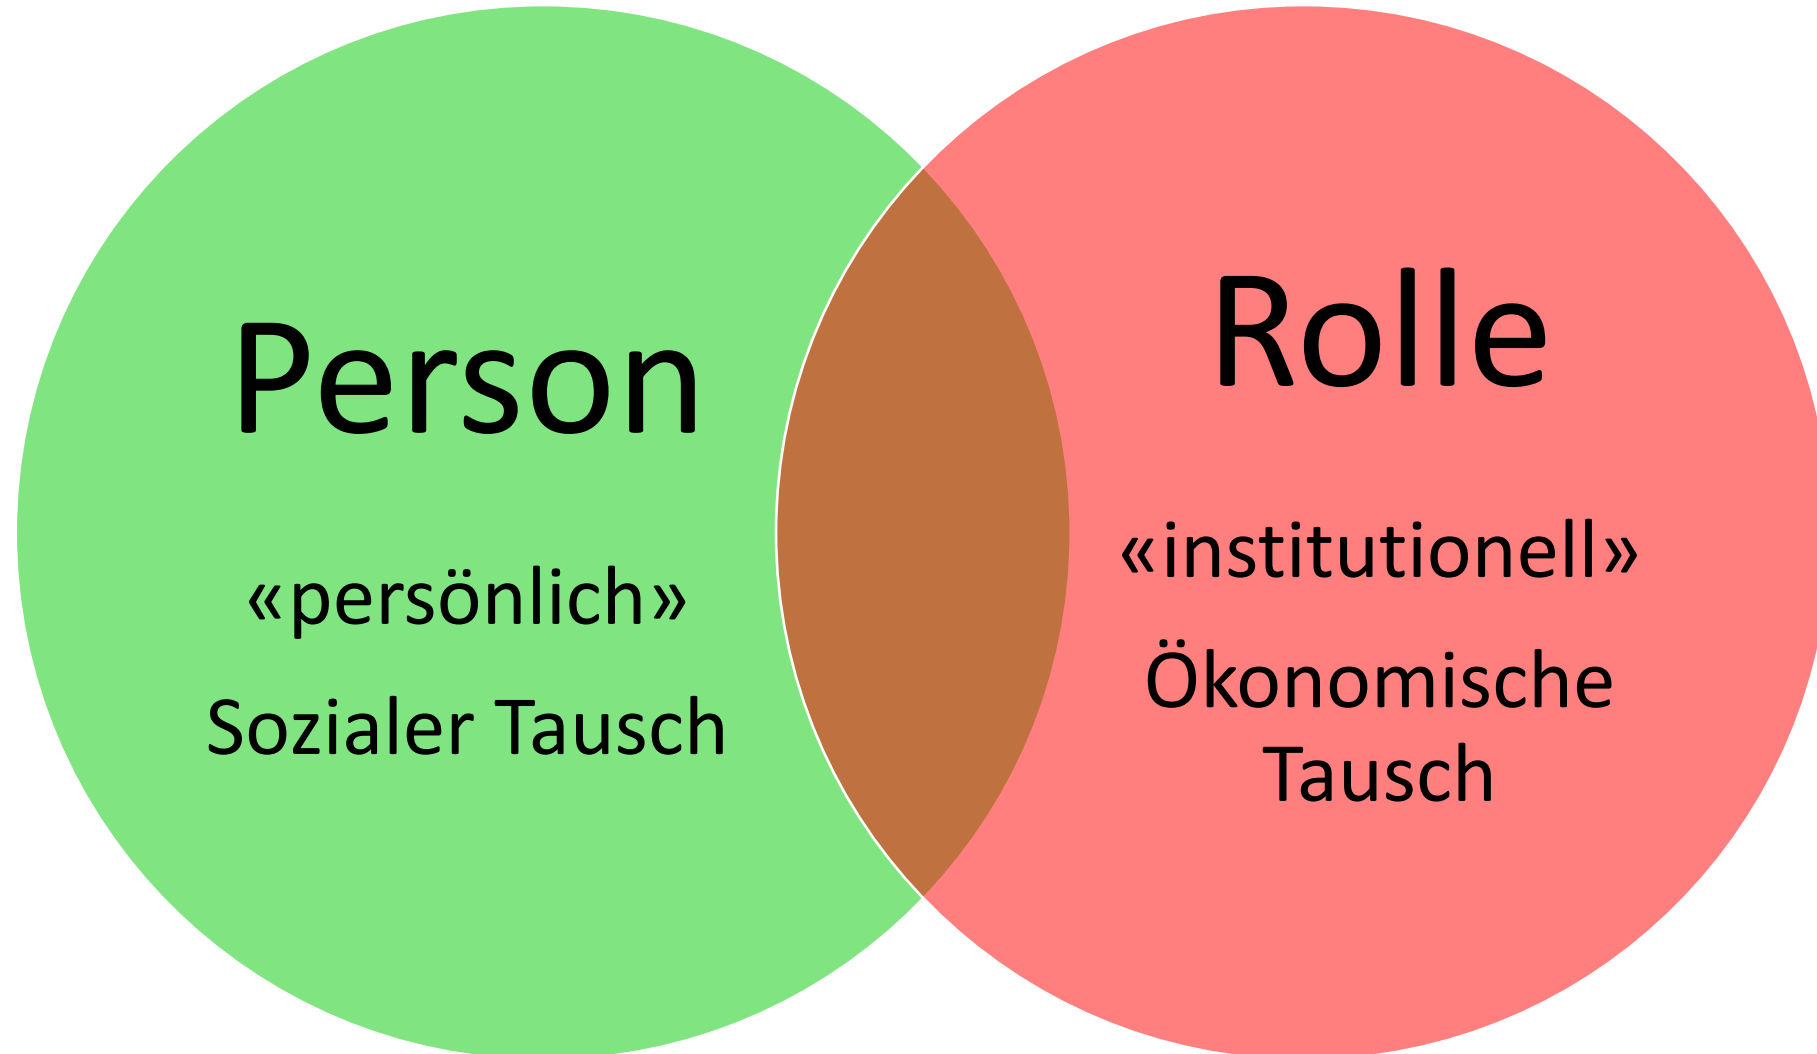 Person
«persönlich»
Sozialer Tausch
Rolle
«institutionell»
Ökonomische
Tausch